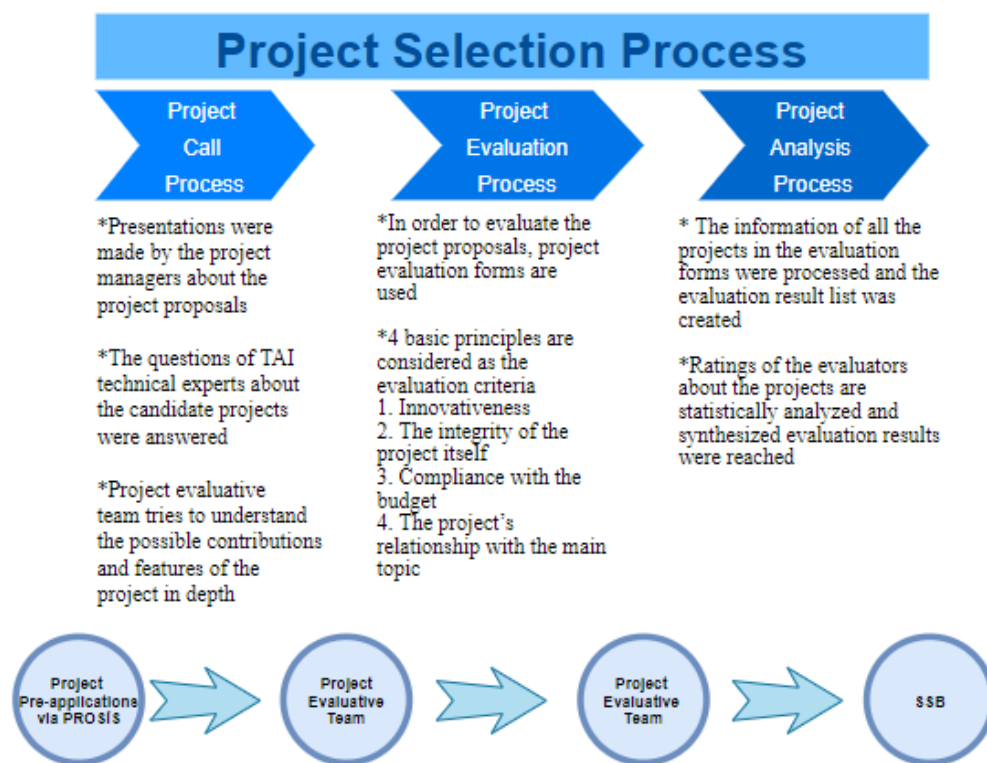 Project Selection Process
Project
Call
Process
*Presentations were
made by the project
managers about the
project proposals
*The questions of TAI
technical experts about
the candidate projects
were answered
*Project evaluative
team tries to understand
the possible contributions
and features of the
project in depth
Project
Evaluation
Process
*In order to evaluate the
project proposals, project
evaluation forms are
used
*4 basic principles are
considered as the
evaluation criteria
1. Innovativeness
2. The integrity of the
project itself
3. Compliance with the
budget
4. The project’s
relationship with the main
topic
Project
Analysis
Process
* The information of all the
projects in the evaluation
forms were processed and the
evaluation result list was
created
*Ratings of the evaluators
about the projects are
statistically analyzed and
synthesized evaluation results
were reached
Project
Pre-applications
via PROSİS
Project
Evaluative
Team
Project
Evaluative
Team
SSB